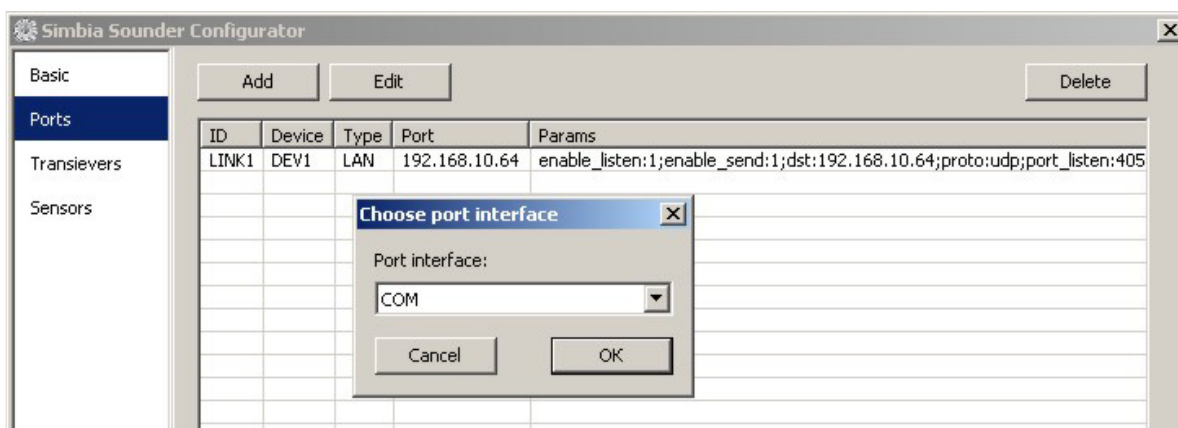 Simbia Sounder Configurator
Basic
Ports
Transievers
Sensors
Add Edit Delete
ID Device Type Port Params
LINK1 DEV1 LAN 192.168.10.64 enable_listen:1;enable_send:1;dst:192.168.10.64;proto:udp;port_listen:405
Choose port interface
Port interface:
COM
Cancel OK